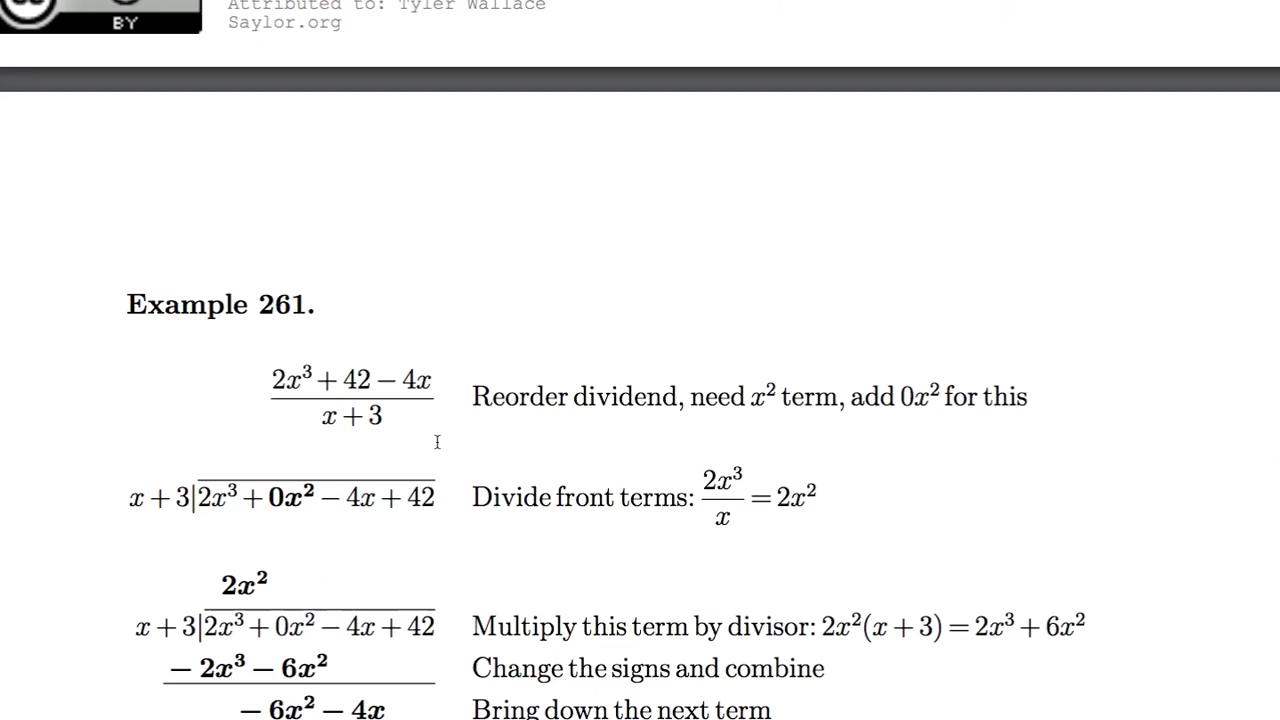 BY
Attributed to: Tyler Wallace
Saylor.org
Example 261.
2x³ + 42 − 4x
x + 3
Reorder dividend, need x² term, add 0x² for this
x + 3|2x³ + 0x² − 4x + 42 Divide front terms: 2x³/x = 2x²
2x²
x + 3|2x³ + 0x² − 4x + 42 Multiply this term by divisor: 2x²(x + 3) = 2x³ + 6x²
− 2x³ − 6x² Change the signs and combine
− 6x² − 4x Bring down the next term